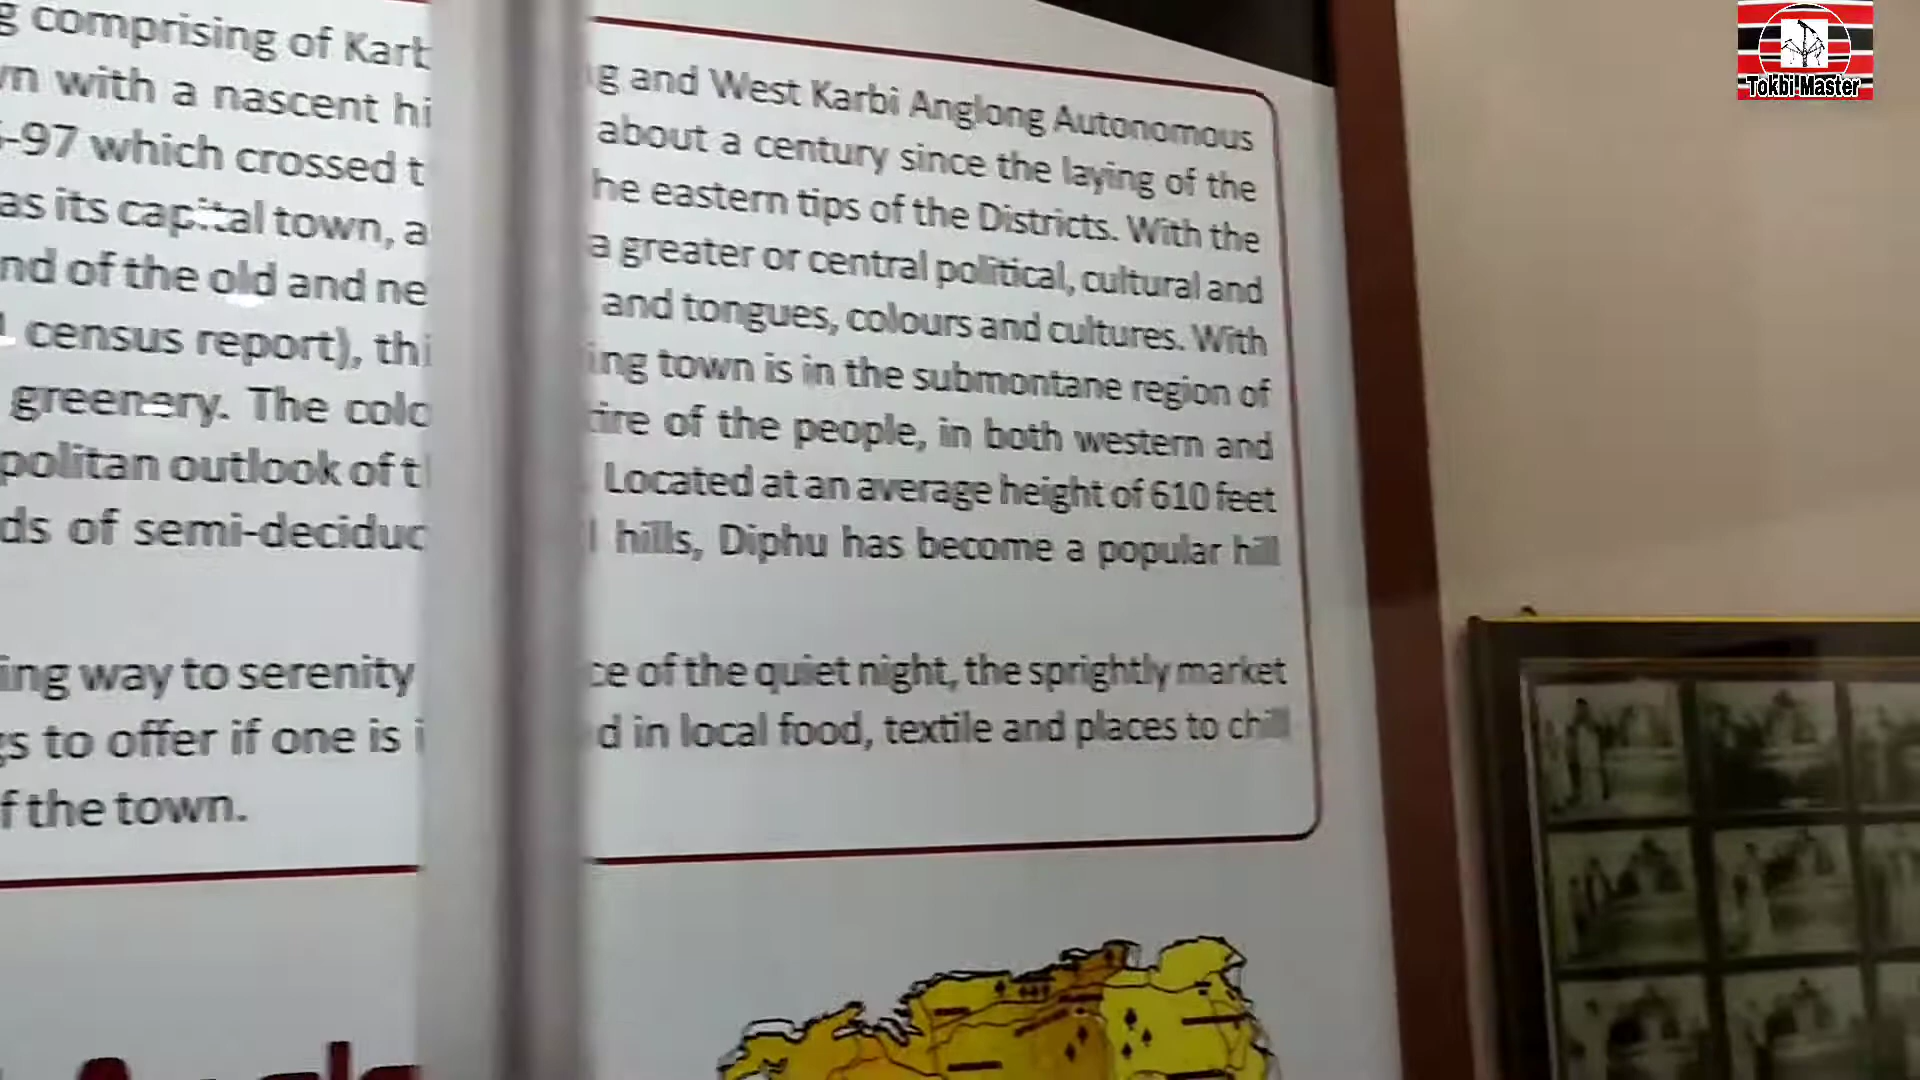 comprising of Karb
g and West Karbi Anglong Autonomous
with a nascent hi
about a century since the laying of the
-97 which crossed t
he eastern tips of the Districts. With the
as its capital town, a
a greater or central political, cultural and
nd of the old and ne
and tongues, colours and cultures. With
census report), thi
ing town is in the submontane region of
greenery. The colo
tire of the people, in both western and
politan outlook of t
Located at an average height of 610 feet
ds of semi-deciduo
l hills, Diphu has become a popular hill
ing way to serenity
ce of the quiet night, the sprightly market
gs to offer if one is i
d in local food, textile and places to chill
f the town.
Tokbi Master